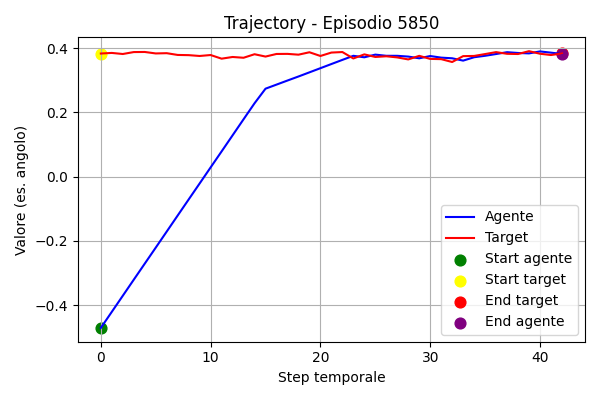 Trajectory - Episodio 5850
Valore (es. angolo)
0.4
0.2
0.0
−0.2
−0.4
Agente
Target
Start agente
Start target
End target
End agente
0 10 20 30 40
Step temporale